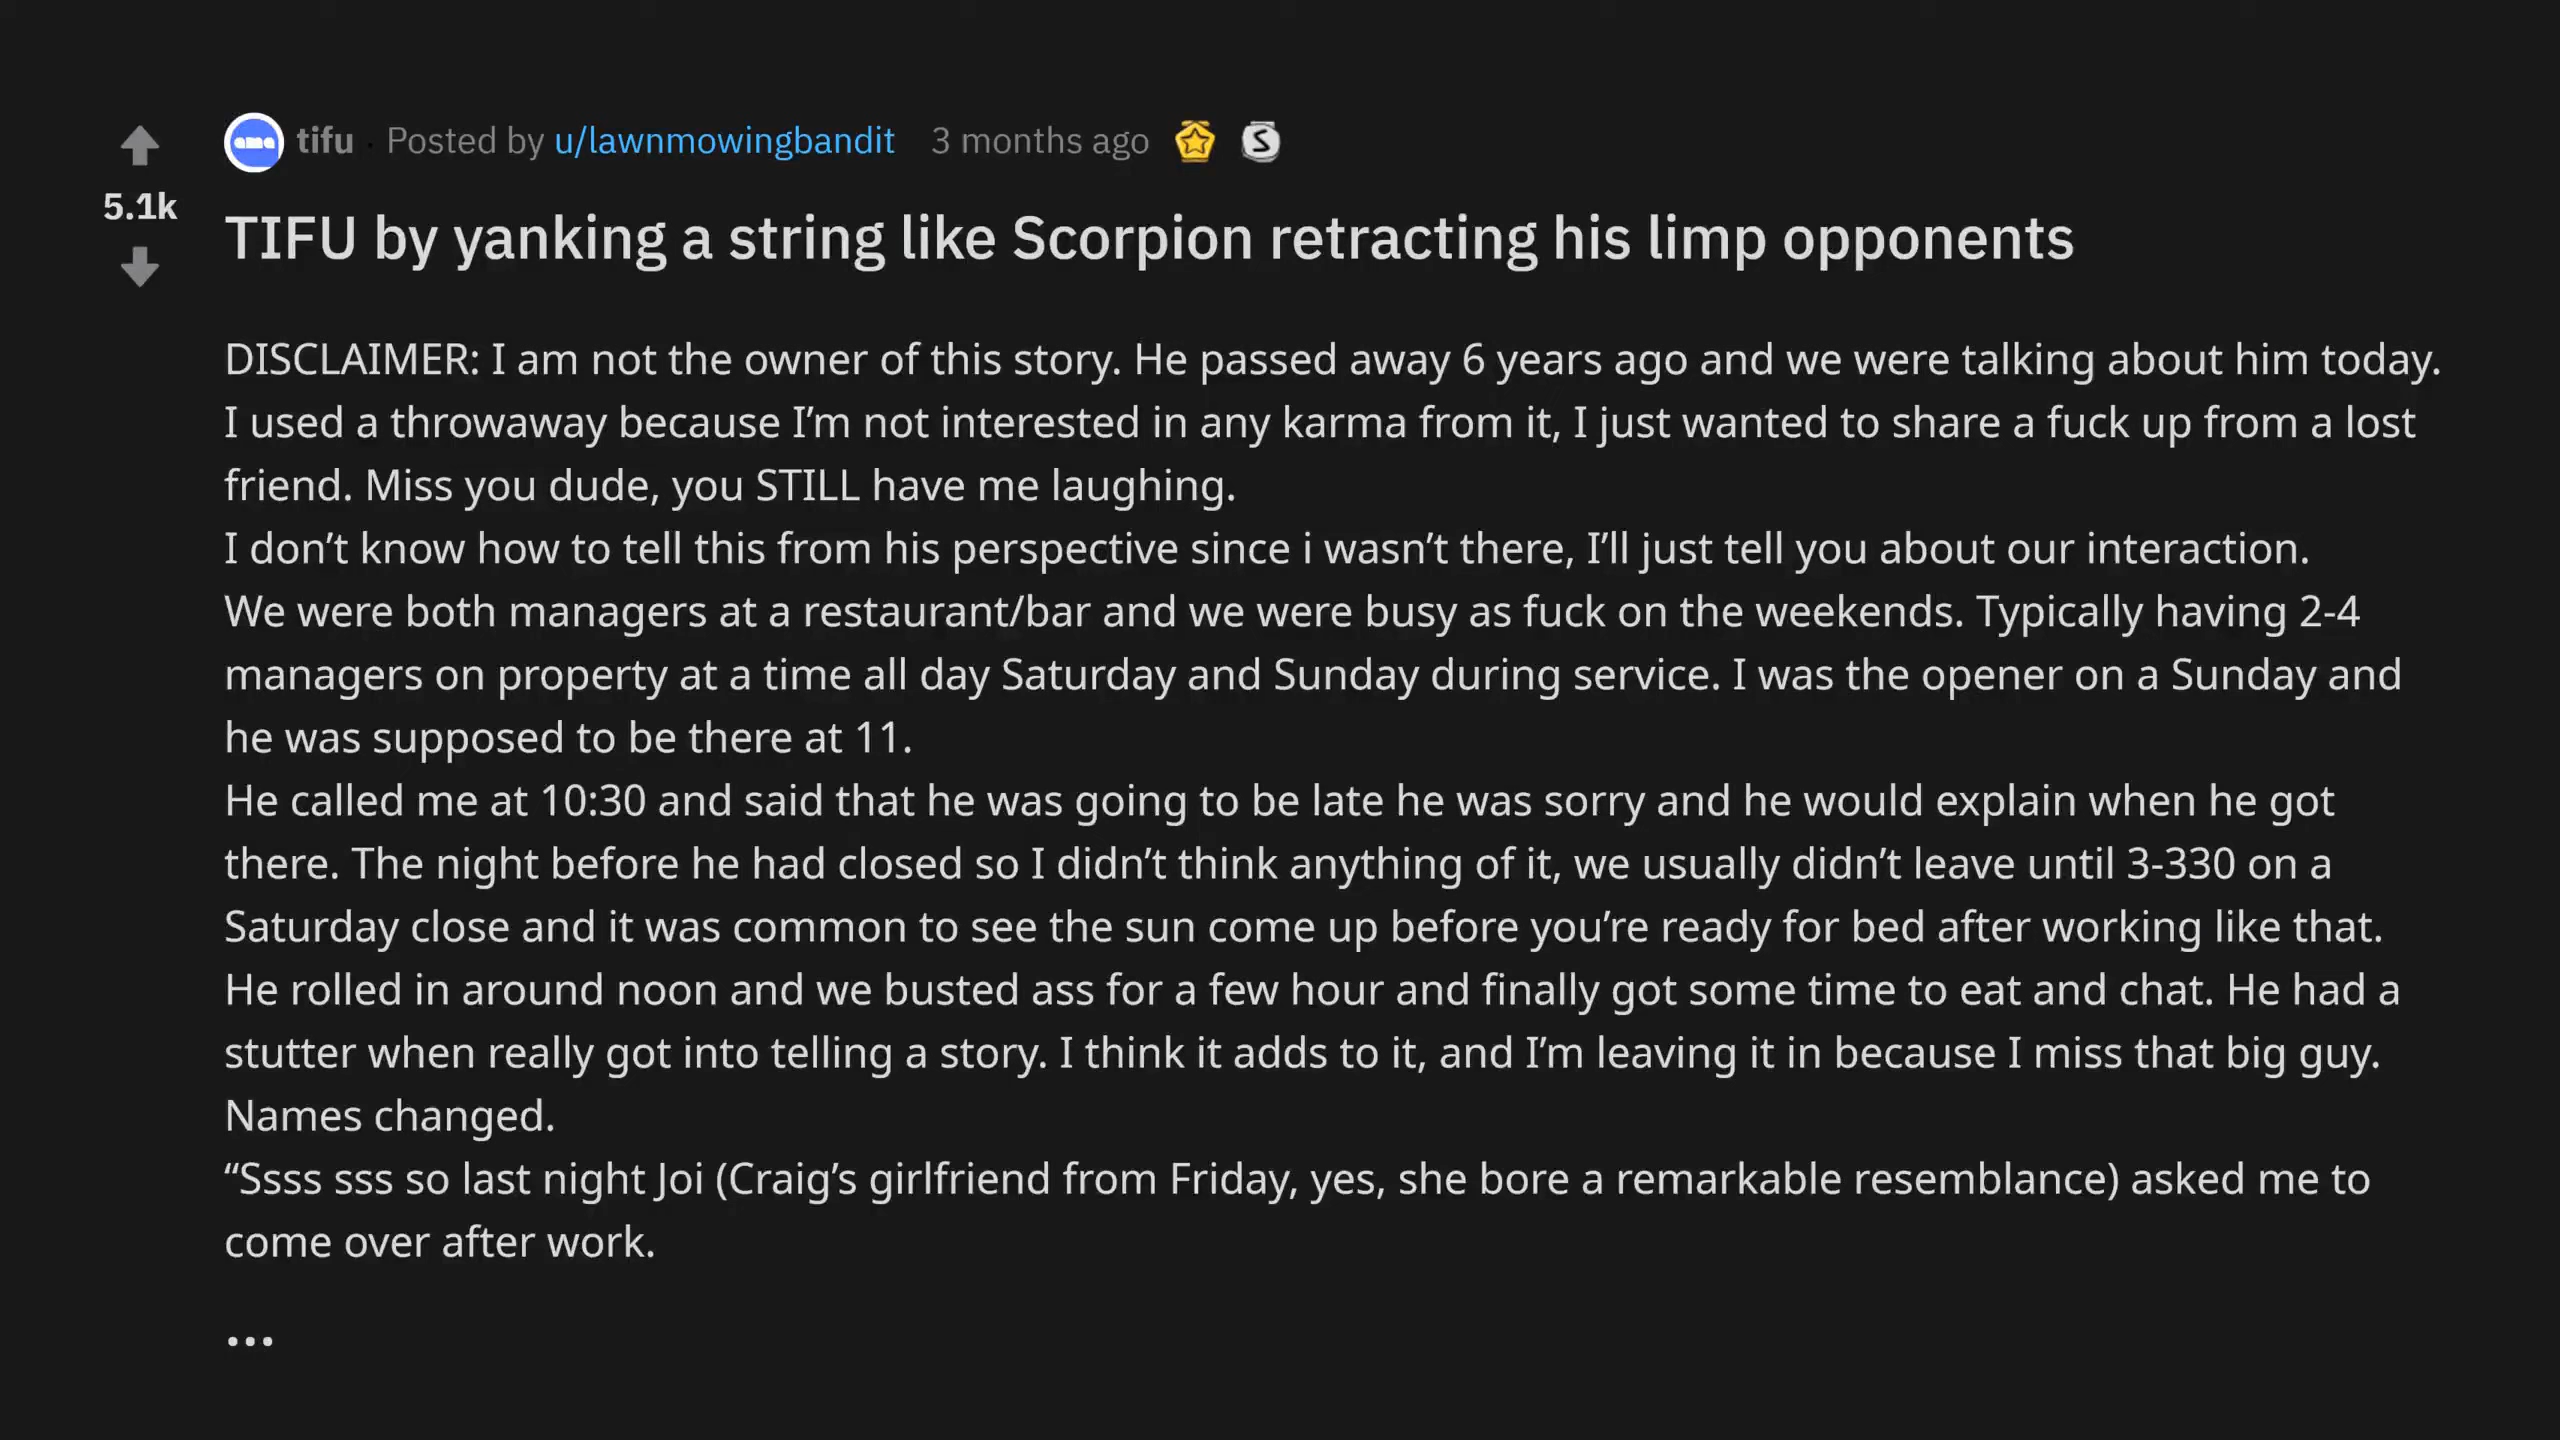 ama
tifu · Posted by u/lawnmowingbandit 3 months ago S
5.1k
TIFU by yanking a string like Scorpion retracting his limp opponents
DISCLAIMER: I am not the owner of this story. He passed away 6 years ago and we were talking about him today.
I used a throwaway because I’m not interested in any karma from it, I just wanted to share a fuck up from a lost
friend. Miss you dude, you STILL have me laughing.
I don’t know how to tell this from his perspective since i wasn’t there, I’ll just tell you about our interaction.
We were both managers at a restaurant/bar and we were busy as fuck on the weekends. Typically having 2-4
managers on property at a time all day Saturday and Sunday during service. I was the opener on a Sunday and
he was supposed to be there at 11.
He called me at 10:30 and said that he was going to be late he was sorry and he would explain when he got
there. The night before he had closed so I didn’t think anything of it, we usually didn’t leave until 3-330 on a
Saturday close and it was common to see the sun come up before you’re ready for bed after working like that.
He rolled in around noon and we busted ass for a few hour and finally got some time to eat and chat. He had a
stutter when really got into telling a story. I think it adds to it, and I’m leaving it in because I miss that big guy.
Names changed.
“Ssss sss so last night Joi (Craig’s girlfriend from Friday, yes, she bore a remarkable resemblance) asked me to
come over after work.
...